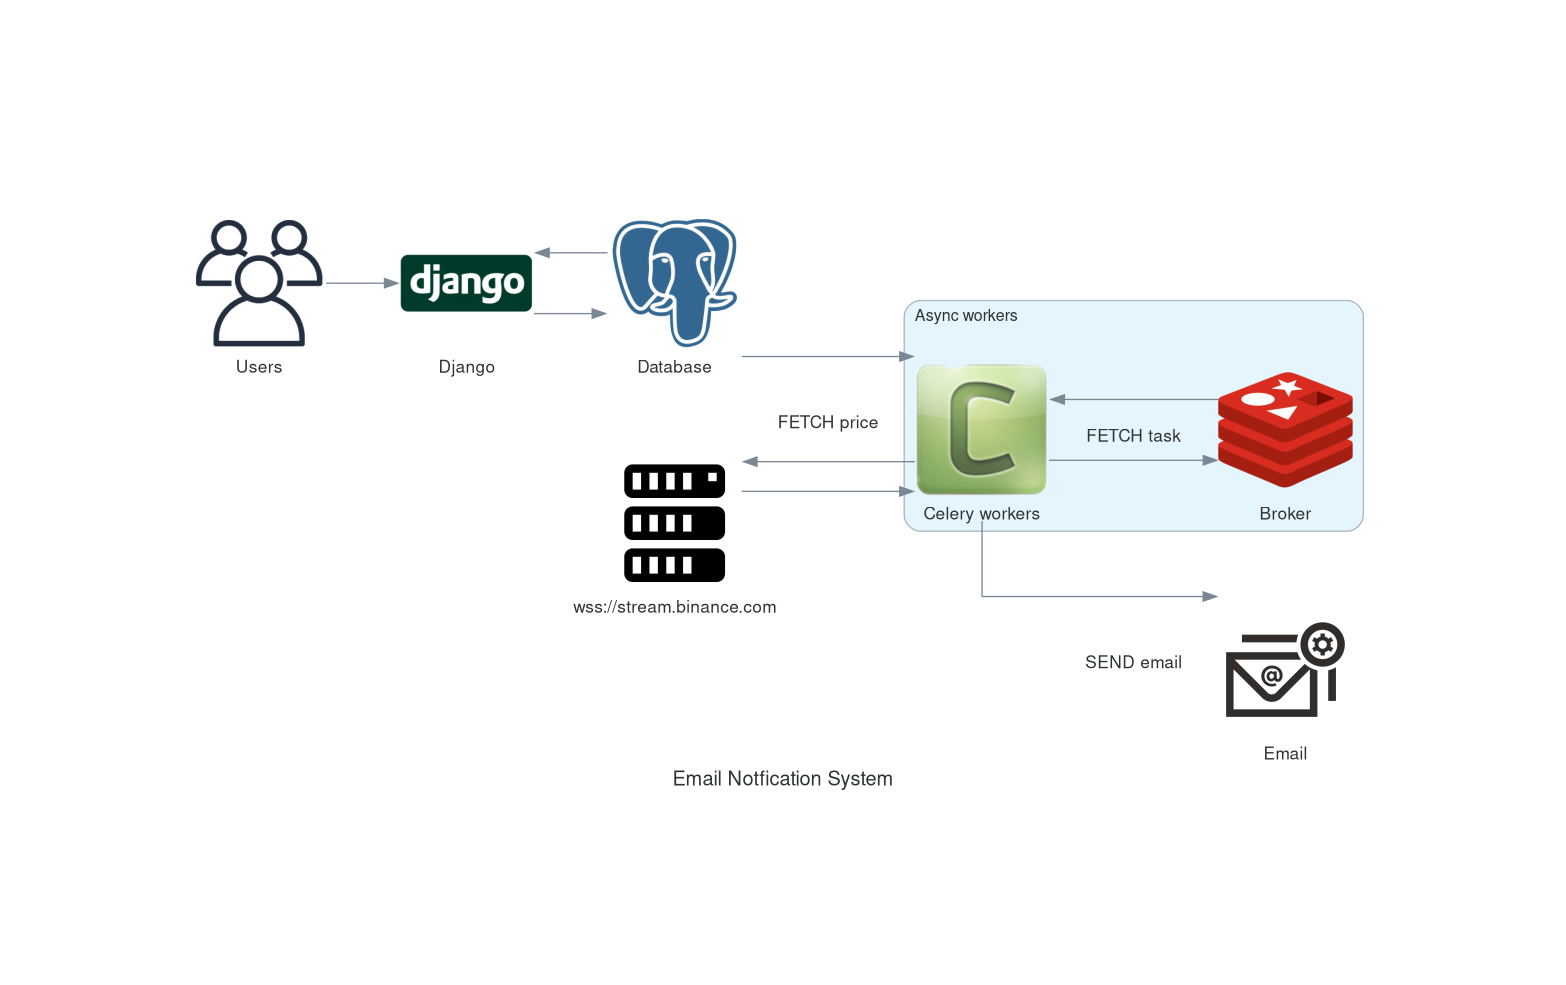 django
Users
Django
Database
Async workers
FETCH price
FETCH task
C
Celery workers
Broker
wss://stream.binance.com
SEND email
@
Email
Email Notfication System